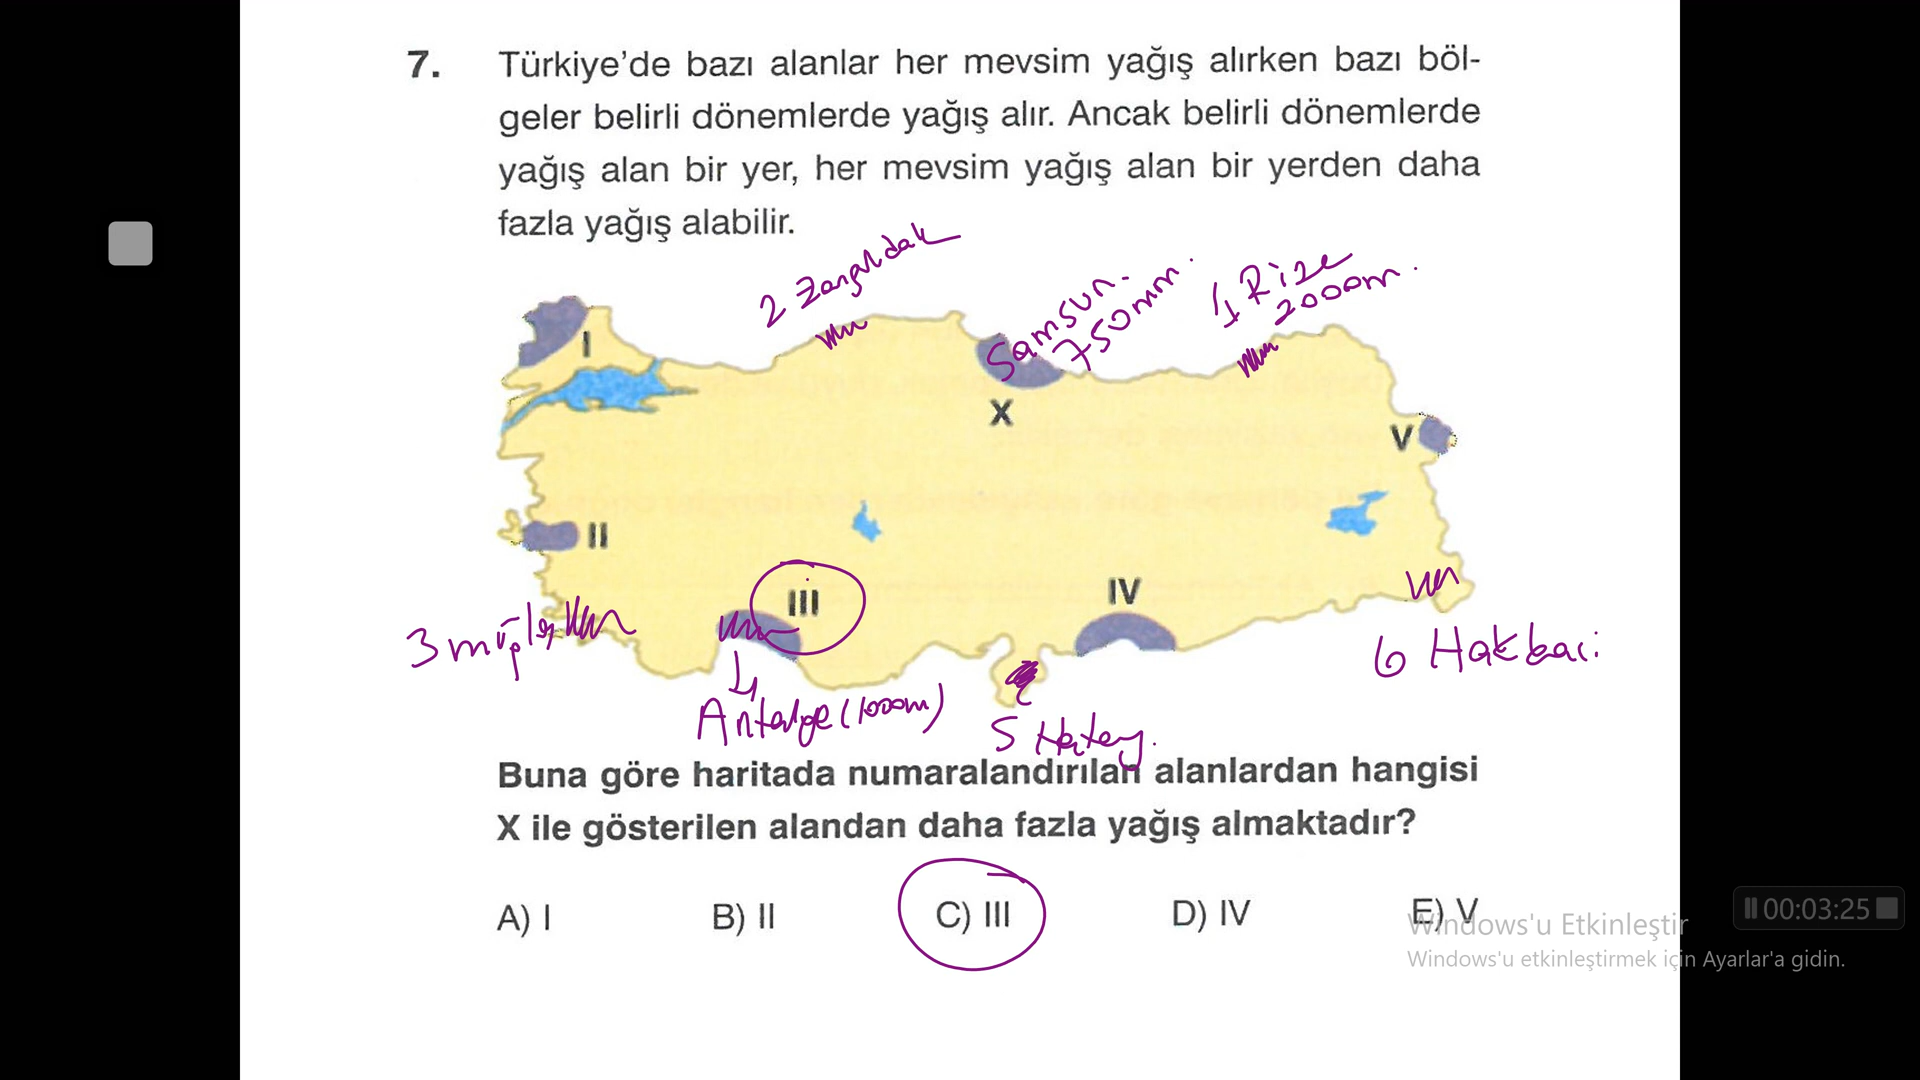 7. Türkiye'de bazı alanlar her mevsim yağış alırken bazı böl-
geler belirli dönemlerde yağış alır. Ancak belirli dönemlerde
yağış alan bir yer, her mevsim yağış alan bir yerden daha
fazla yağış alabilir.
2 Zonguldak
Samsun.
750mm.
1 Rize
2000m.
I
X
V
II
III
IV
3
6
Antalya (1000m)
5 Hatay.
Buna göre haritada numaralandırılan alanlardan hangisi
X ile gösterilen alandan daha fazla yağış almaktadır?
A) I B) II C) III D) IV E) V
00:03:25
Windows'u Etkinleştir
Windows'u etkinleştirmek için Ayarlar'a gidin.